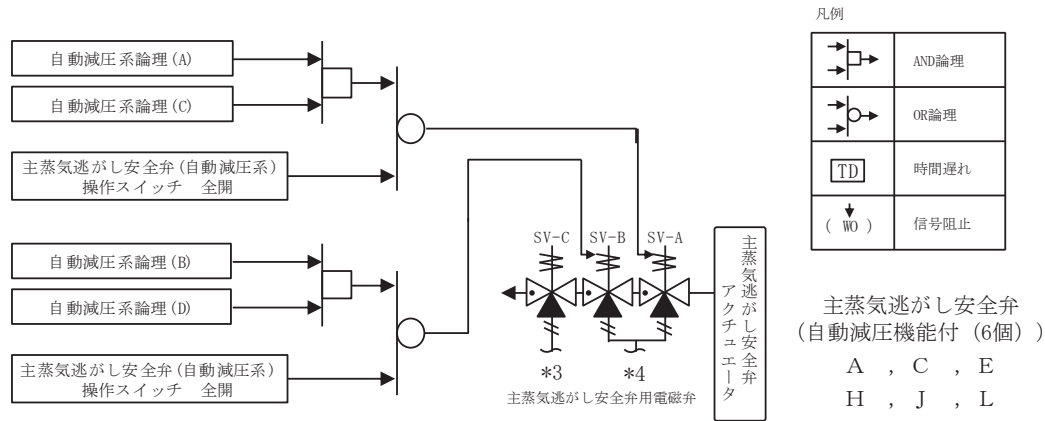 自動減圧系論理(A)
自動減圧系論理(C)
主蒸気逃がし安全弁(自動減圧系)
操作スイッチ　全開
自動減圧系論理(B)
自動減圧系論理(D)
主蒸気逃がし安全弁(自動減圧系)
操作スイッチ　全開
SV-C SV-B SV-A
*3 *4
主蒸気逃がし安全弁用電磁弁
主蒸気逃がし安全弁
アクチュエータ
凡例
AND論理
OR論理
TD 時間遅れ
( WO ) 信号阻止
主蒸気逃がし安全弁
(自動減圧機能付 (6個))
A , C , E
H , J , L